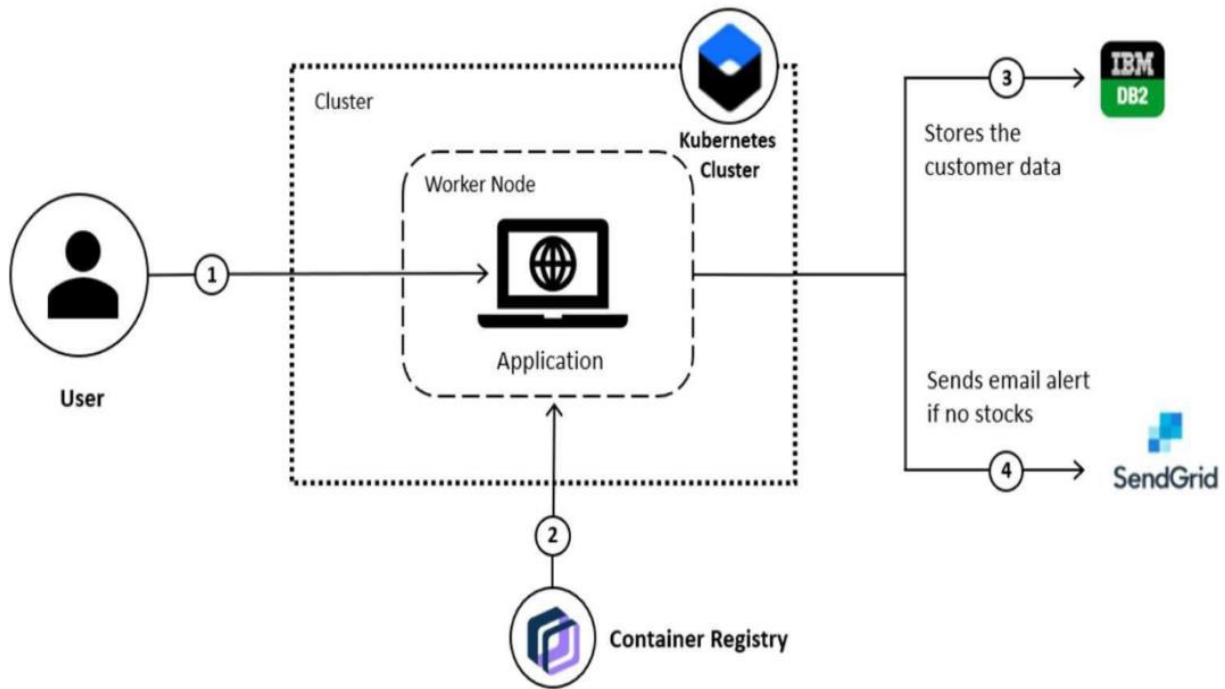 Cluster
Kubernetes
Cluster
Worker Node
Application
User
1
2
Container Registry
3
IBM
DB2
Stores the
customer data
Sends email alert
if no stocks
4
SendGrid